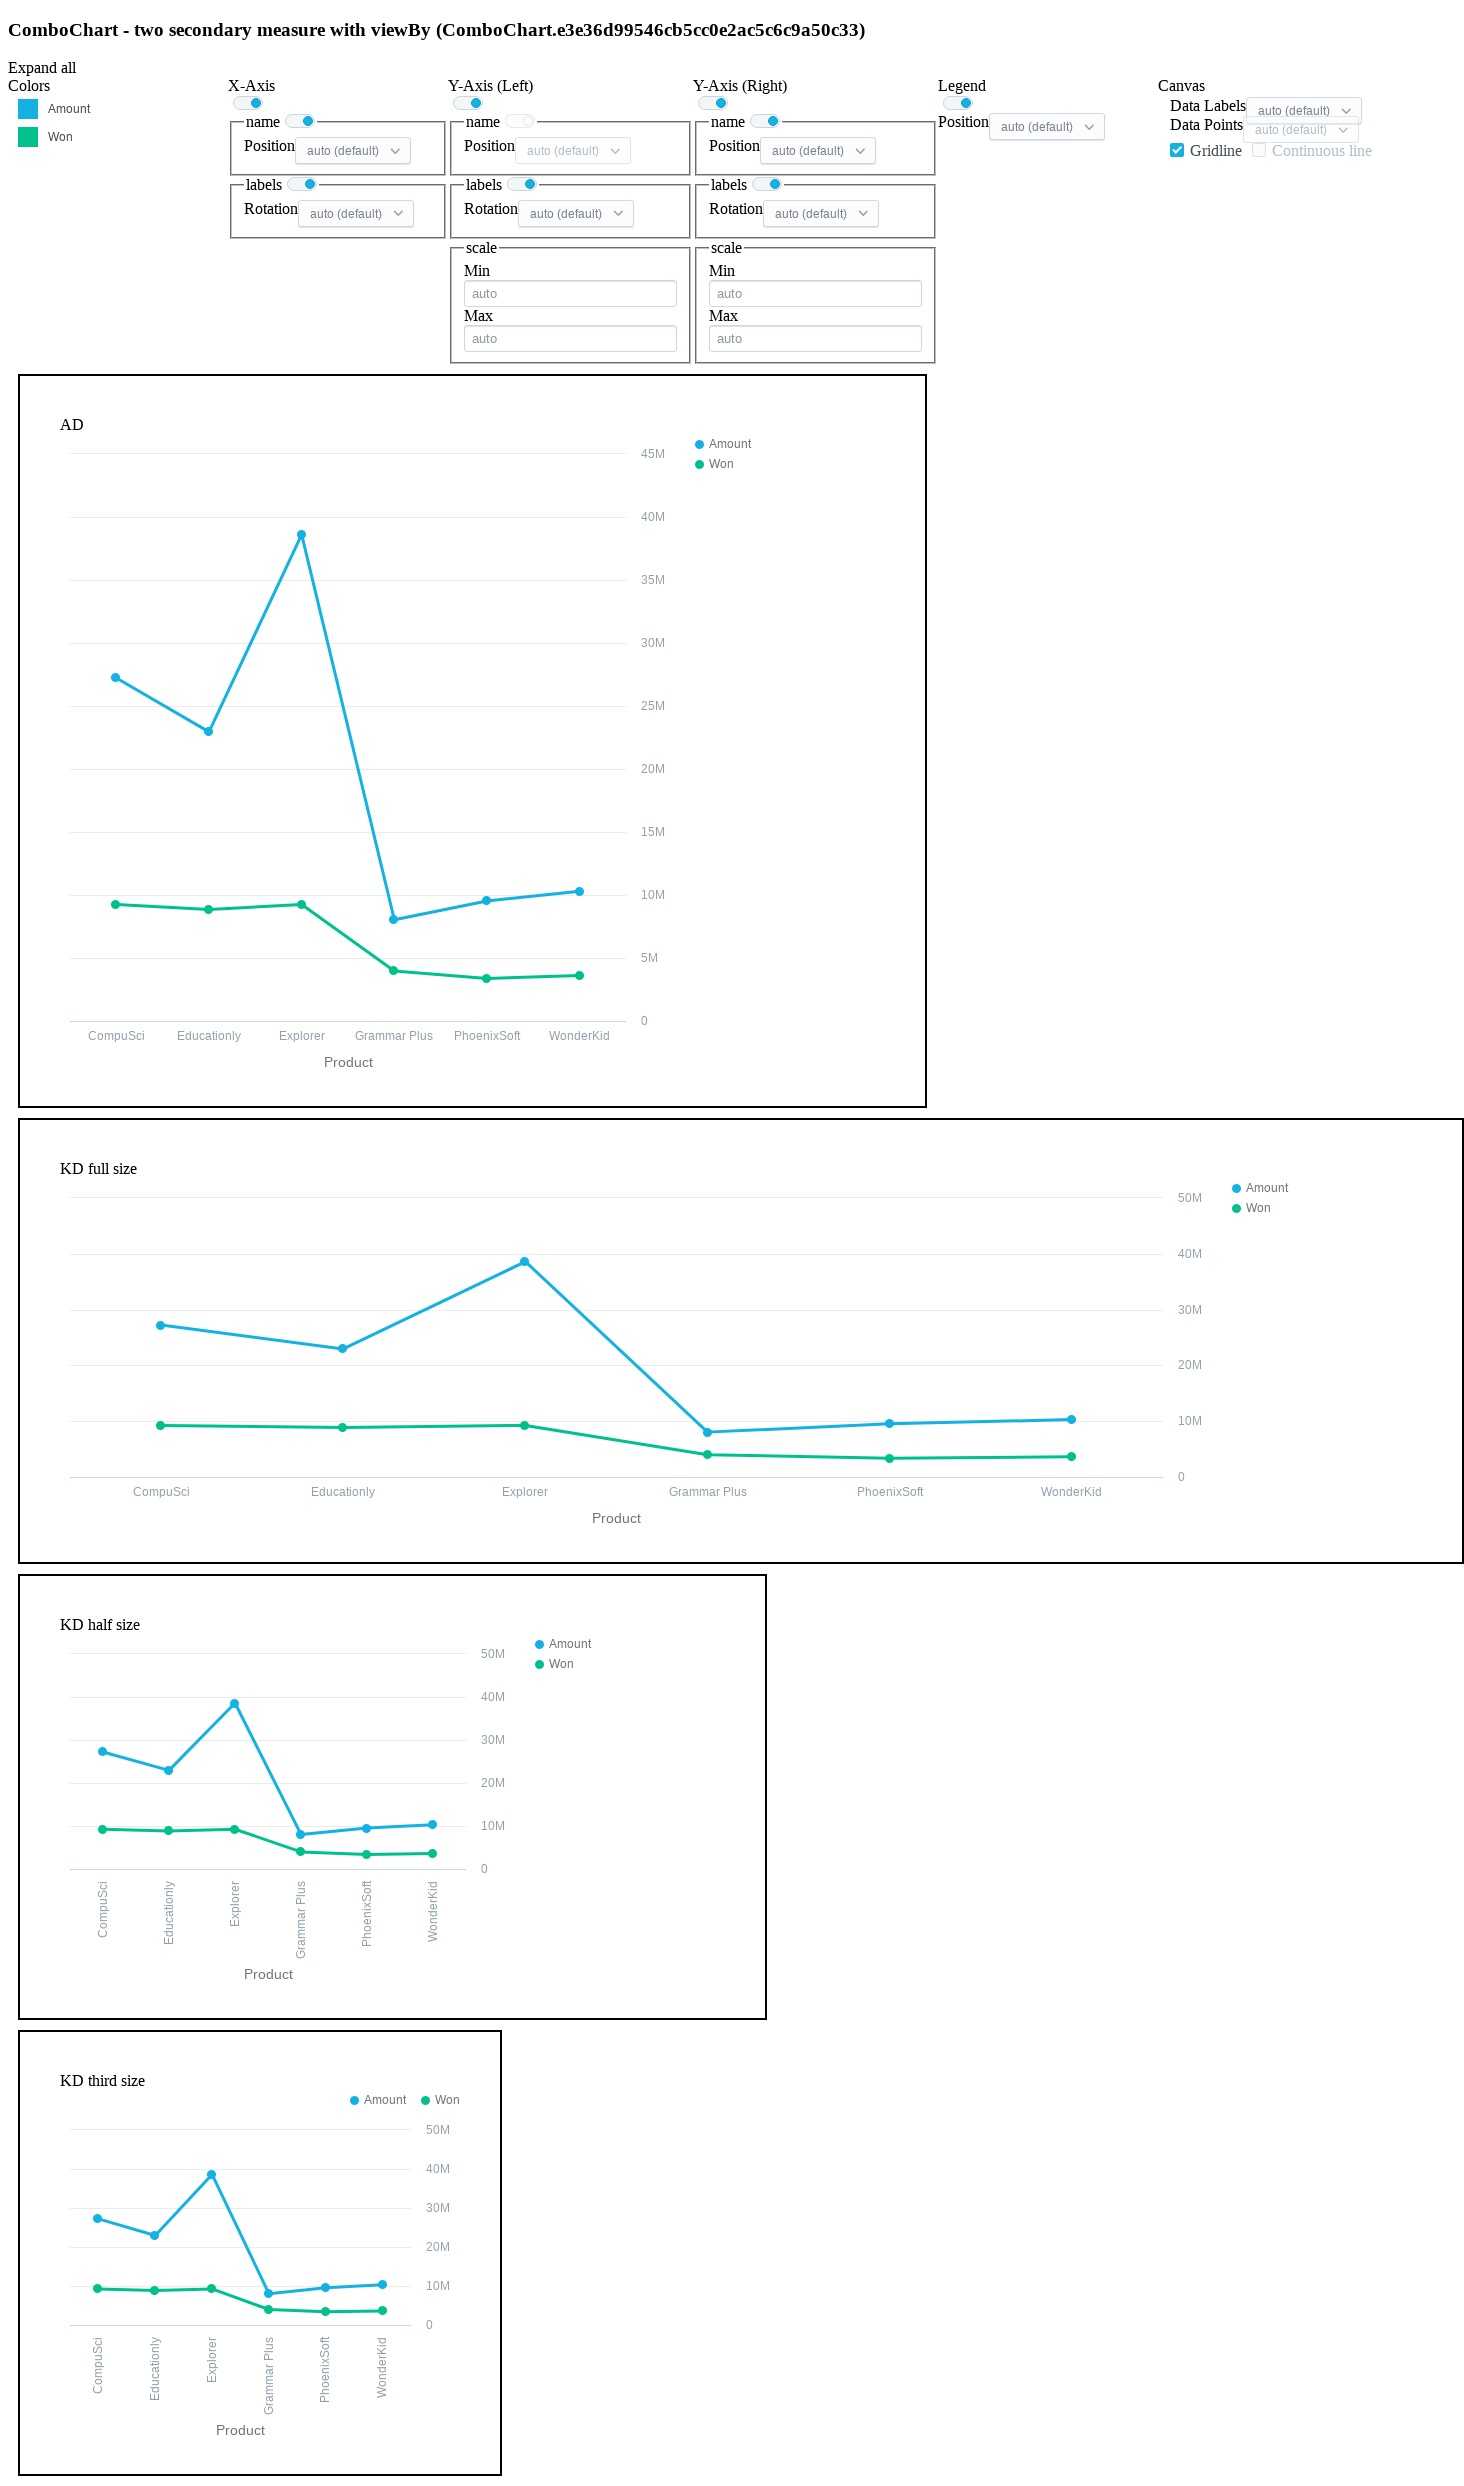 ComboChart - two secondary measure with viewBy (ComboChart.e3e36d99546cb5cc0e2ac5c6c9a50c33)
Expand all
Colors
Amount
Won
X-Axis
name
Position auto (default)
labels
Rotation auto (default)
Y-Axis (Left)
name
Position auto (default)
labels
Rotation auto (default)
scale
Min
auto
Max
auto
Y-Axis (Right)
name
Position auto (default)
labels
Rotation auto (default)
scale
Min
auto
Max
auto
Legend
Position auto (default)
Canvas
Data Labels auto (default)
Data Points auto (default)
Gridline Continuous line
AD
Amount
Won
45M
40M
35M
30M
25M
20M
15M
10M
5M
0
CompuSci Educationly Explorer Grammar Plus PhoenixSoft WonderKid
Product
KD full size
Amount
Won
50M
40M
30M
20M
10M
0
CompuSci Educationly Explorer Grammar Plus PhoenixSoft WonderKid
Product
KD half size
Amount
Won
50M
40M
30M
20M
10M
0
CompuSci
Educationly
Explorer
Grammar Plus
PhoenixSoft
WonderKid
Product
KD third size
Amount Won
50M
40M
30M
20M
10M
0
CompuSci
Educationly
Explorer
Grammar Plus
PhoenixSoft
WonderKid
Product